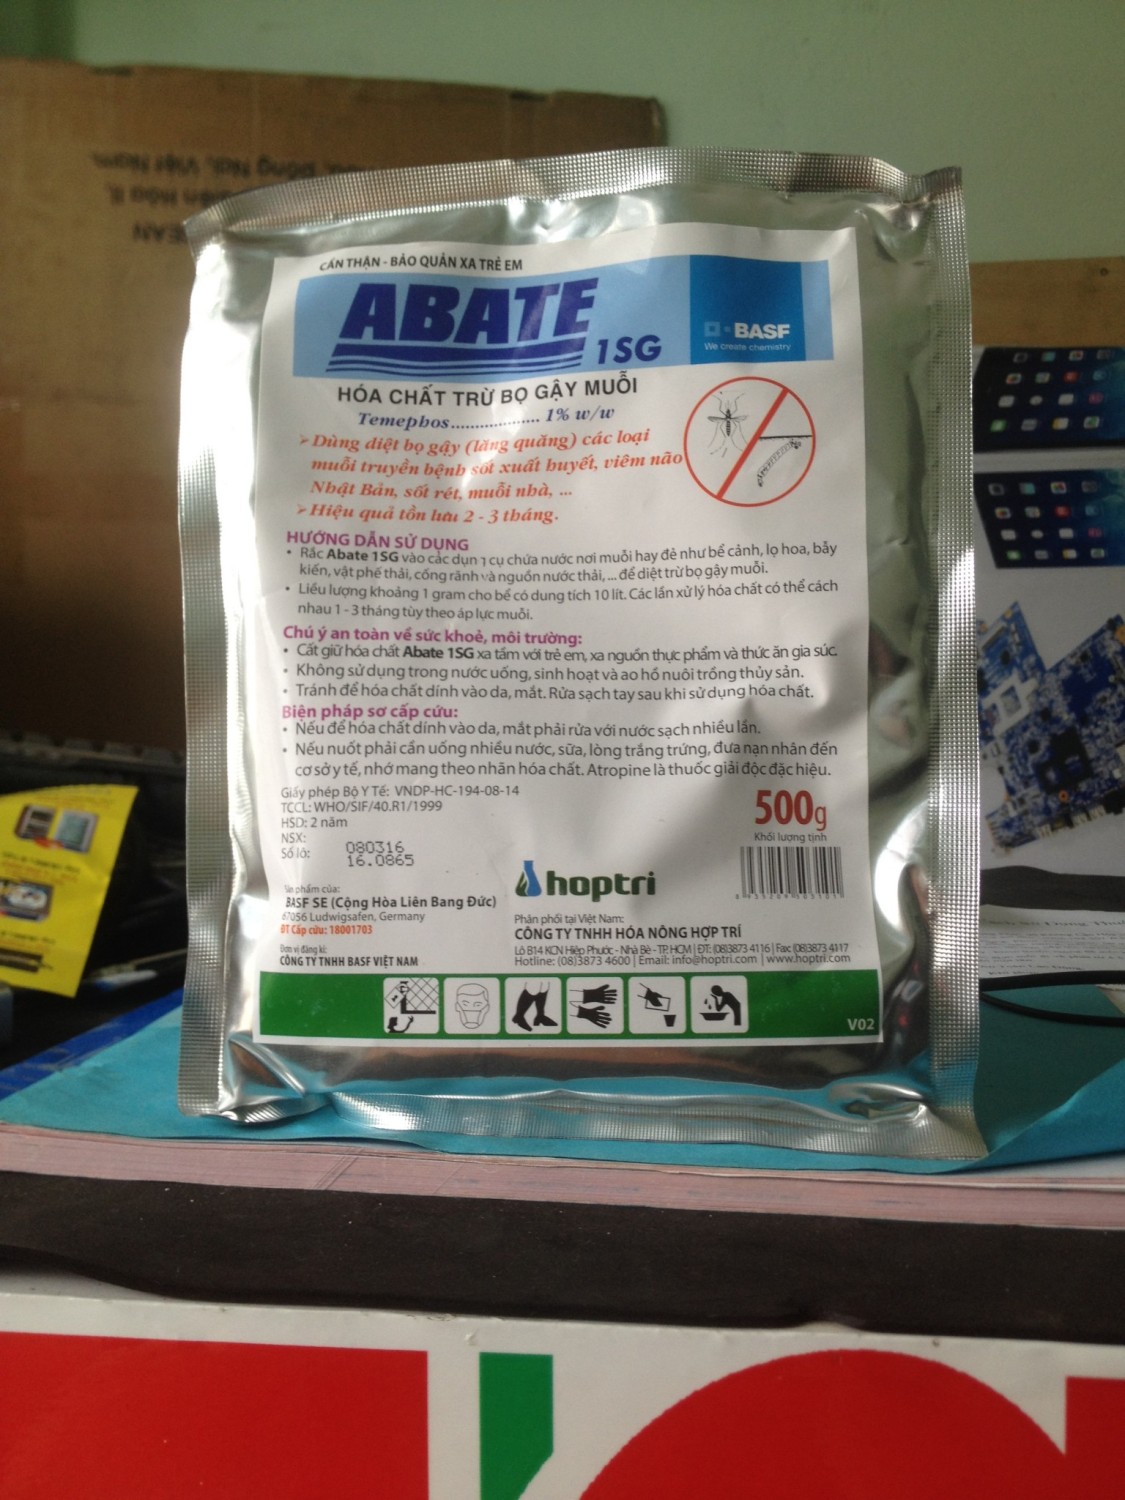 CẨN THẬN - BẢO QUẢN XA TRẺ EM
ABATE 1SG
BASF
We create chemistry
HÓA CHẤT TRỪ BỌ GẬY MUỖI
Temephos.................... 1% w/w
➢Dùng diệt bọ gậy (lăng quăng) các loại
muỗi truyền bệnh sốt xuất huyết, viêm não
Nhật Bản, sốt rét, muỗi nhà, ...
➢Hiệu quả tồn lưu 2 - 3 tháng.
HƯỚNG DẪN SỬ DỤNG
• Rắc Abate 1SG vào các dụng cụ chứa nước nơi muỗi hay đẻ như bể cảnh, lọ hoa, bẫy
kiến, vật phế thải, cống rãnh và nguồn nước thải, ... để diệt trừ bọ gậy muỗi.
• Liều lượng khoảng 1 gram cho bể có dung tích 10 lít. Các lần xử lý hóa chất có thể cách
nhau 1 - 3 tháng tùy theo áp lực muỗi.
Chú ý an toàn về sức khoẻ, môi trường:
• Cất giữ hóa chất Abate 1SG xa tầm với trẻ em, xa nguồn thực phẩm và thức ăn gia súc.
• Không sử dụng trong nước uống, sinh hoạt và ao hồ nuôi trồng thủy sản.
• Tránh để hóa chất dính vào da, mắt. Rửa sạch tay sau khi sử dụng hóa chất.
Biện pháp sơ cấp cứu:
• Nếu để hóa chất dính vào da, mắt phải rửa với nước sạch nhiều lần.
• Nếu nuốt phải cần uống nhiều nước, sữa, lòng trắng trứng, đưa nạn nhân đến
cơ sở y tế, nhớ mang theo nhãn hóa chất. Atropine là thuốc giải độc đặc hiệu.
Giấy phép Bộ Y Tế: VNDP-HC-194-08-14
TCCL: WHO/SIF/40.R1/1999
HSD: 2 năm
NSX: 080316
Số lô: 16.0865
500g
Khối lượng tịnh
Sản phẩm của:
BASF SE (Cộng Hòa Liên Bang Đức)
67056 Ludwigsafen, Germany
ĐT Cấp cứu: 18001703
Đơn vị đăng kí:
CÔNG TY TNHH BASF VIỆT NAM
hoptri
Phân phối tại Việt Nam:
CÔNG TY TNHH HÓA NÔNG HỢP TRÍ
Lô B14 KCN Hiệp Phước - Nhà Bè - TP. HCM | ĐT: (08)3873 4116 | Fax: (08)3873 4117
Hotline: (08)3873 4600 | Email: info@hoptri.com | www.hoptri.com
V02